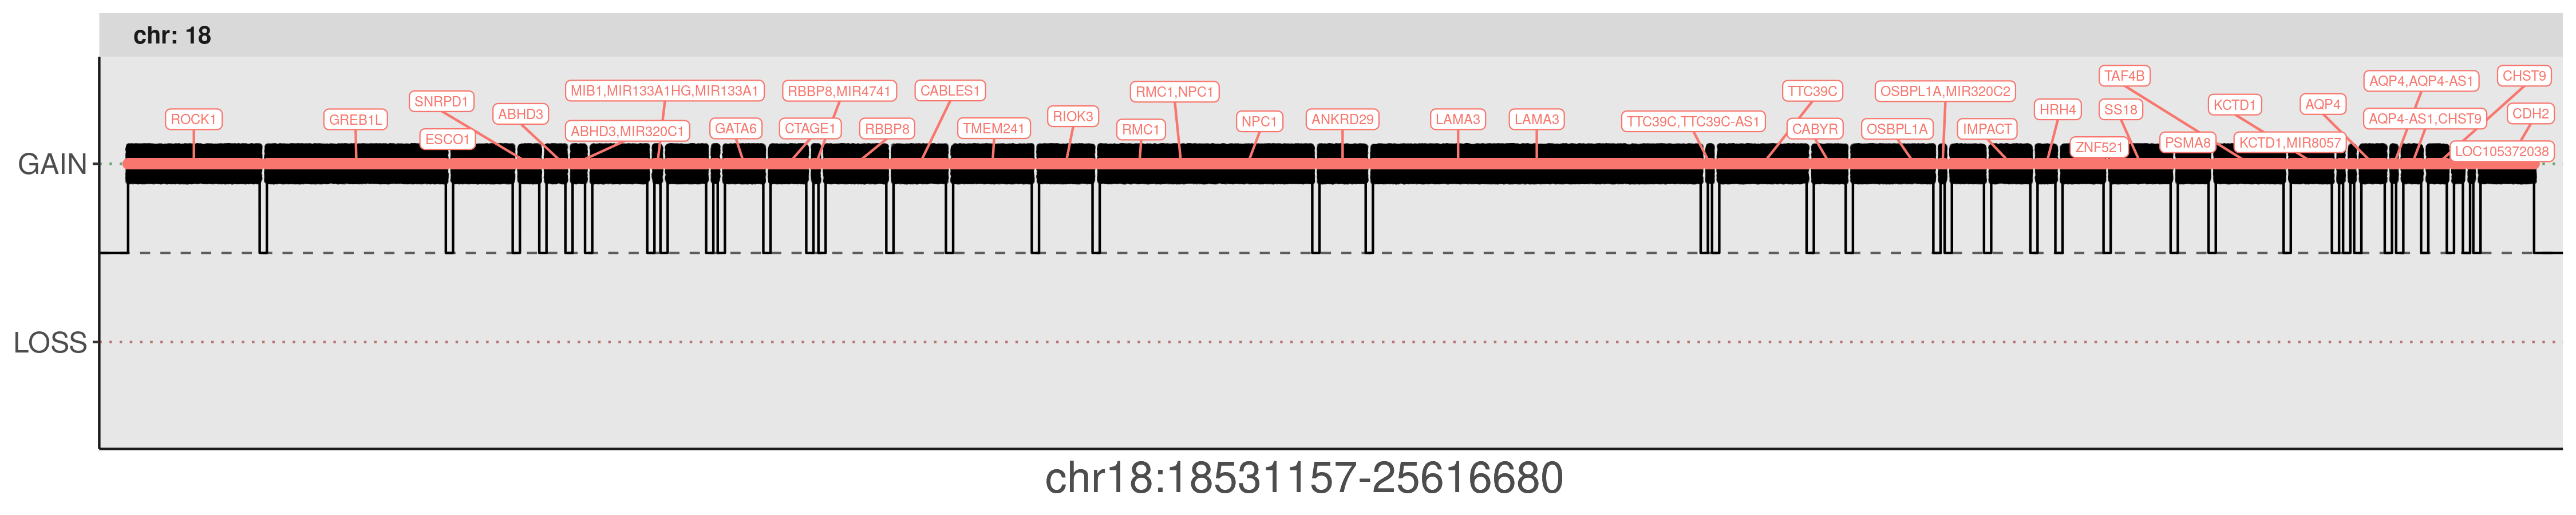 chr: 18
TAF4B
CHST9
AQP4,AQP4-AS1
MIB1,MIR133A1HG,MIR133A1
RBBP8,MIR4741
CABLES1
RMC1,NPC1
TTC39C
OSBPL1A,MIR320C2
SNRPD1
KCTD1
AQP4
HRH4
SS18
ABHD3
RIOK3
CDH2
ROCK1
GREB1L
NPC1
ANKRD29
LAMA3
LAMA3
TTC39C,TTC39C-AS1
AQP4-AS1,CHST9
ABHD3,MIR320C1
GATA6
CTAGE1
RBBP8
TMEM241
RMC1
CABYR
OSBPL1A
IMPACT
ESCO1
ZNF521
PSMA8
KCTD1,MIR8057
LOC105372038
GAIN
LOSS
chr18:18531157-25616680